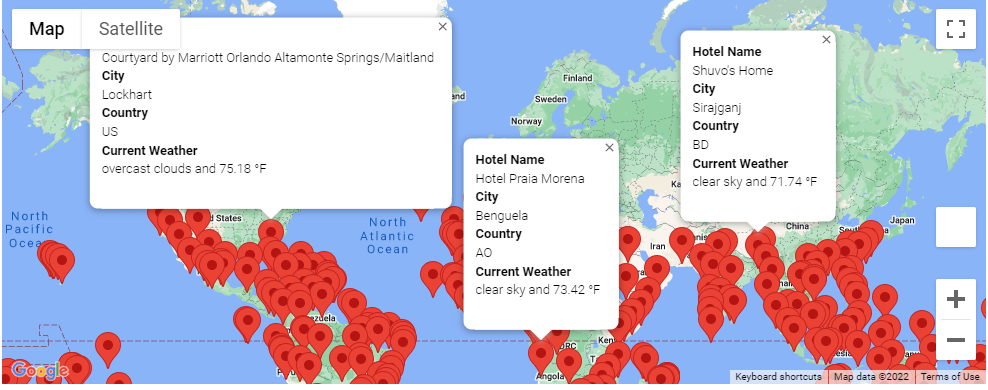 Map
Satellite
Courtyard by Marriott Orlando Altamonte Springs/Maitland
City
Lockhart
Country
US
Current Weather
overcast clouds and 75.18 °F
Hotel Name
Hotel Praia Morena
City
Benguela
Country
AO
Current Weather
clear sky and 73.42 °F
Hotel Name
Shuvo's Home
City
Sirajganj
Country
BD
Current Weather
clear sky and 71.74 °F
Finland
Sweden
Norway
North
Pacific
Ocean
North
Atlantic
Ocean
States
Iran
China
Japan
Angola
Google
Keyboard shortcuts
Map data ©2022
Terms of Use